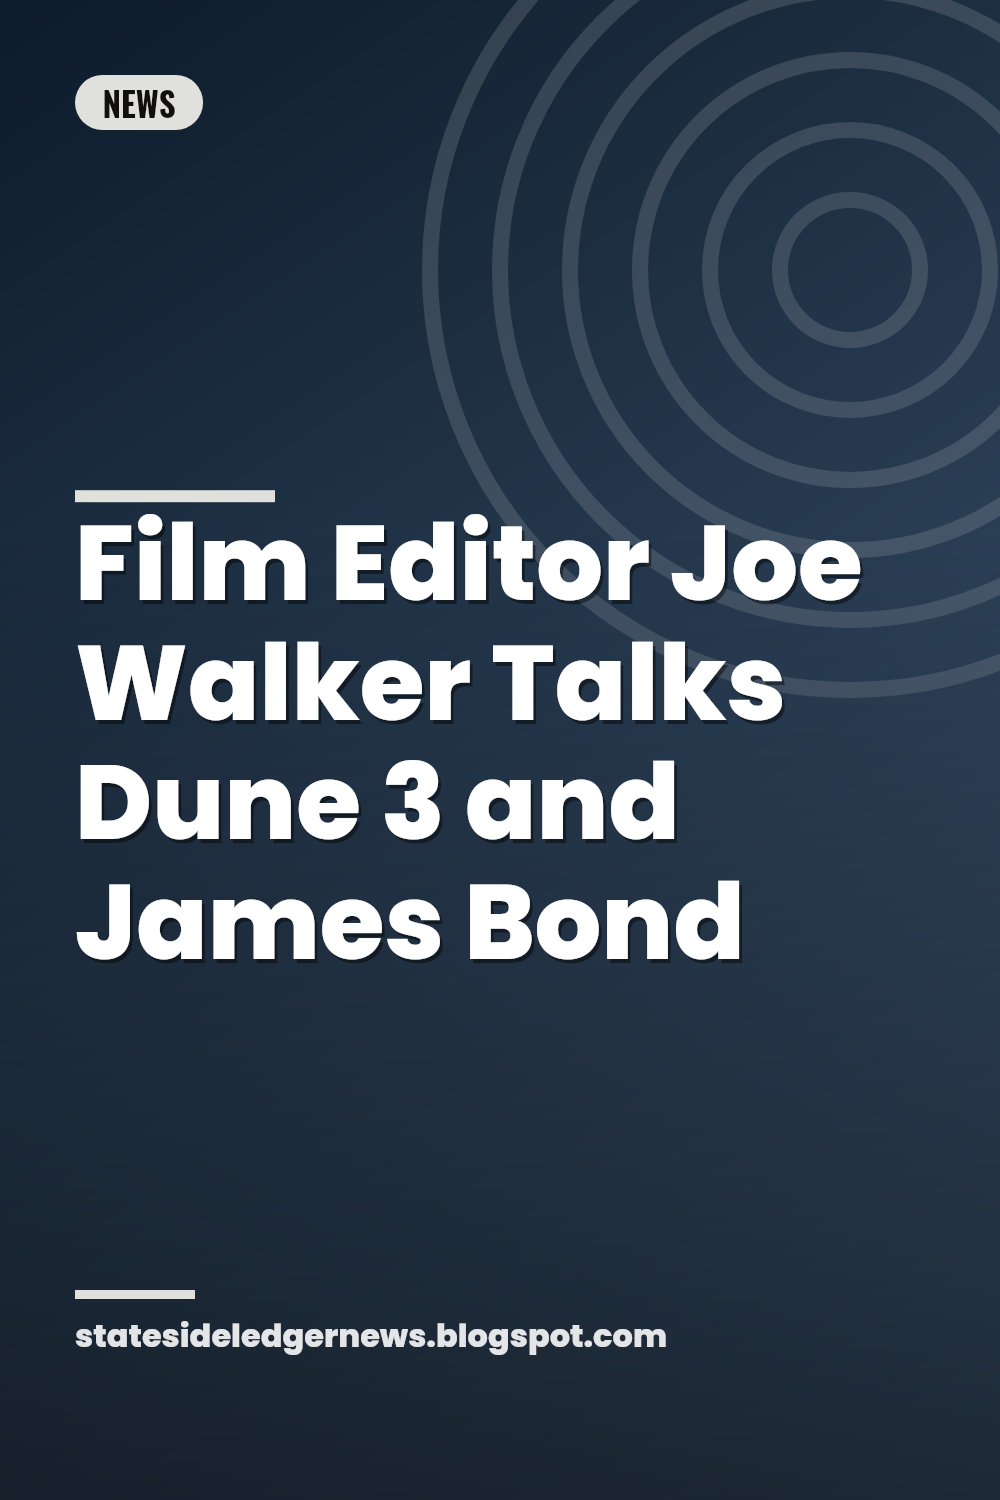 NEWS
Film Editor Joe
Walker Talks
Dune 3 and
James Bond
statesideledgernews.blogspot.com